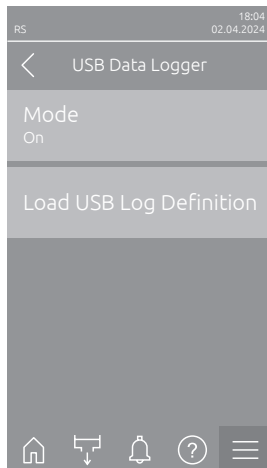 18:04
RS 02.04.2024
USB Data Logger
Mode
On
Load USB Log Definition
?